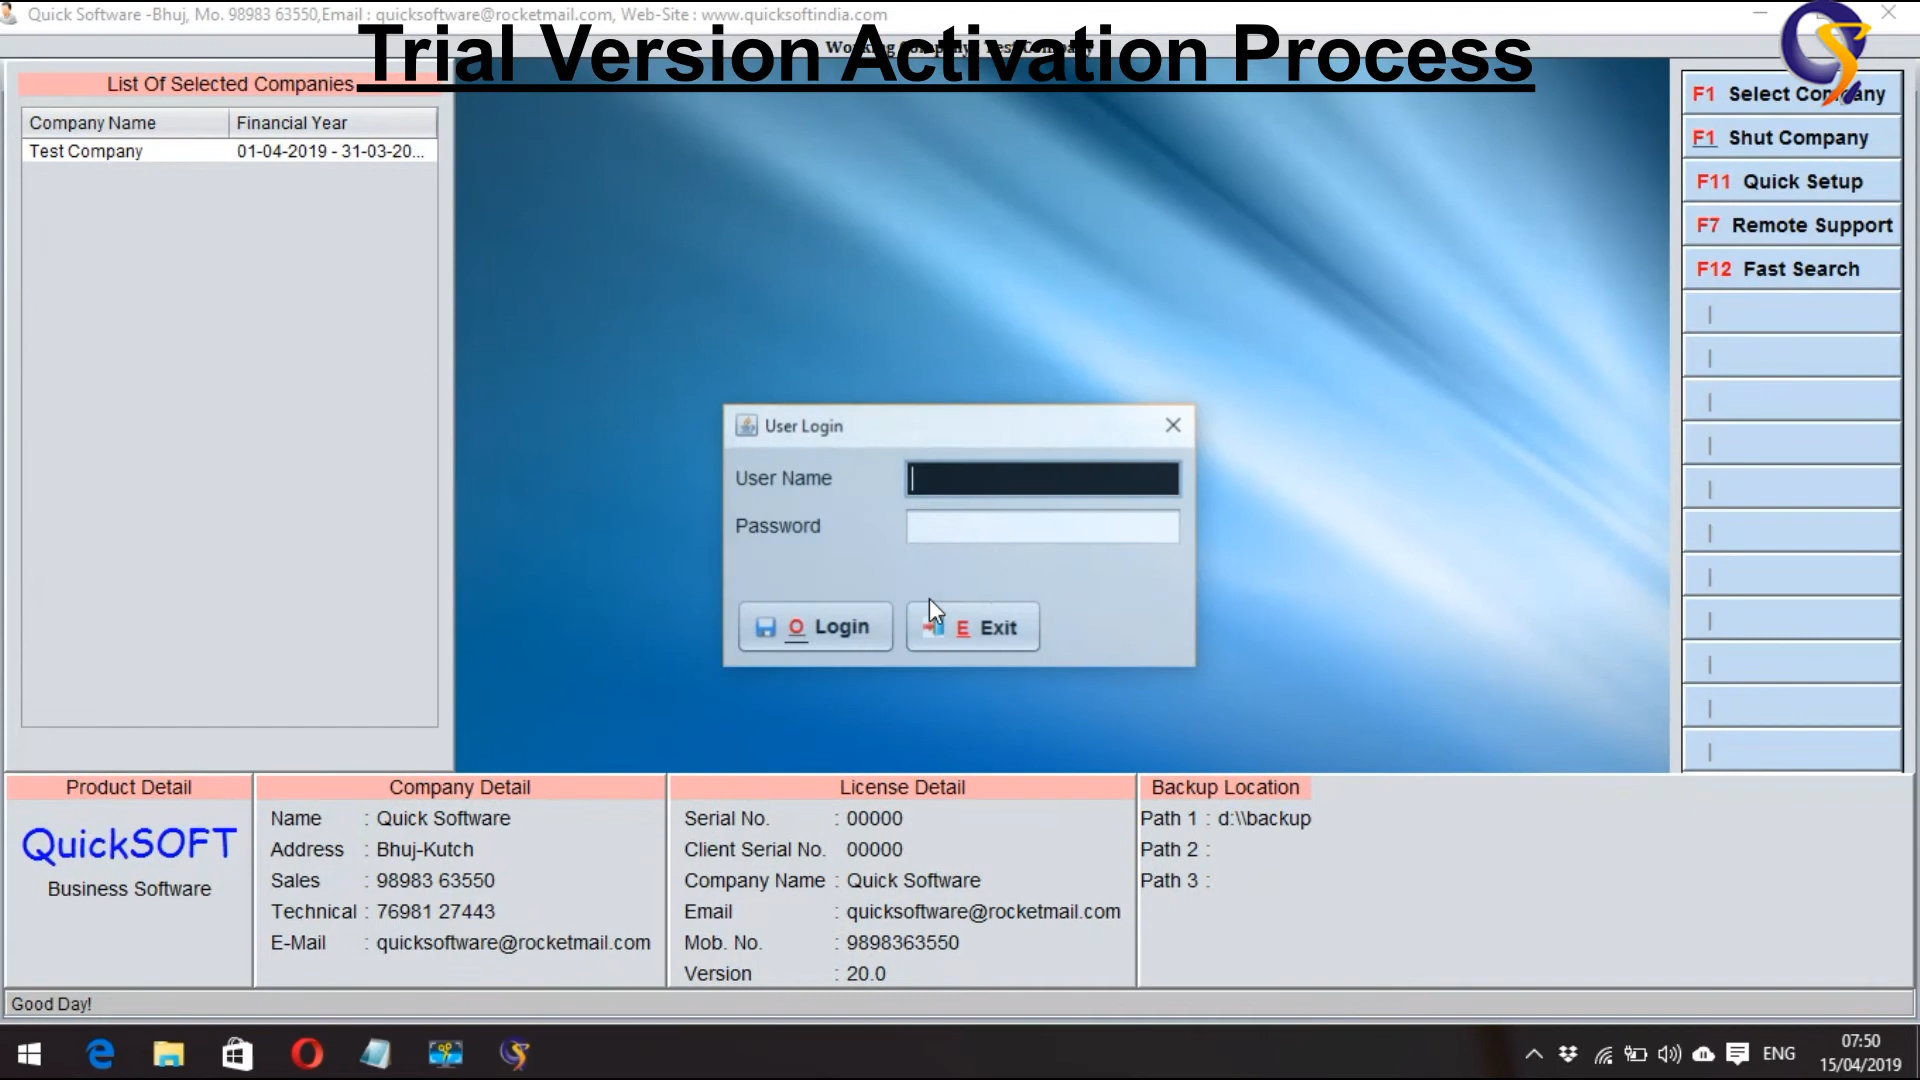 Quick Software -Bhuj, Mo. 98983 63550,Email : quicksoftware@rocketmail.com, Web-Site : www.quicksoftindia.com
Trial Version Activation Process
List Of Selected Companies
Company Name Financial Year
Test Company 01-04-2019 - 31-03-20...
F1 Select Company
F1 Shut Company
F11 Quick Setup
F7 Remote Support
F12 Fast Search
User Login
User Name
Password
O Login
E Exit
Product Detail
QuickSOFT
Business Software
Company Detail
Name : Quick Software
Address : Bhuj-Kutch
Sales : 98983 63550
Technical : 76981 27443
E-Mail : quicksoftware@rocketmail.com
License Detail
Serial No. : 00000
Client Serial No. 00000
Company Name : Quick Software
Email : quicksoftware@rocketmail.com
Mob. No. : 9898363550
Version : 20.0
Backup Location
Path 1 : d:\\backup
Path 2 :
Path 3 :
Good Day!
ENG
07:50
15/04/2019